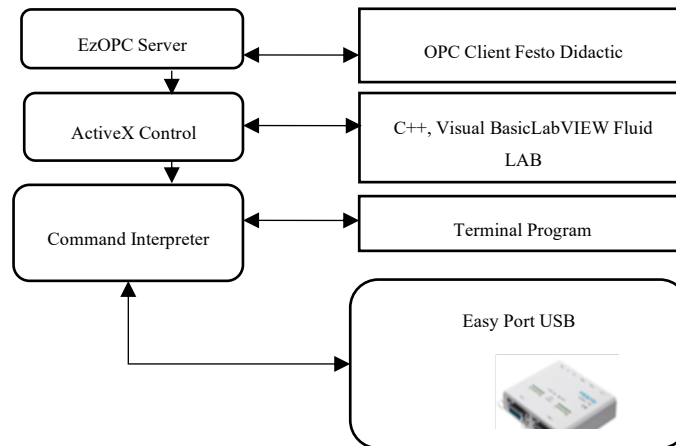 EzOPC Server
OPC Client Festo Didactic
ActiveX Control
C++, Visual BasicLabVIEW Fluid
LAB
Command Interpreter
Terminal Program
Easy Port USB